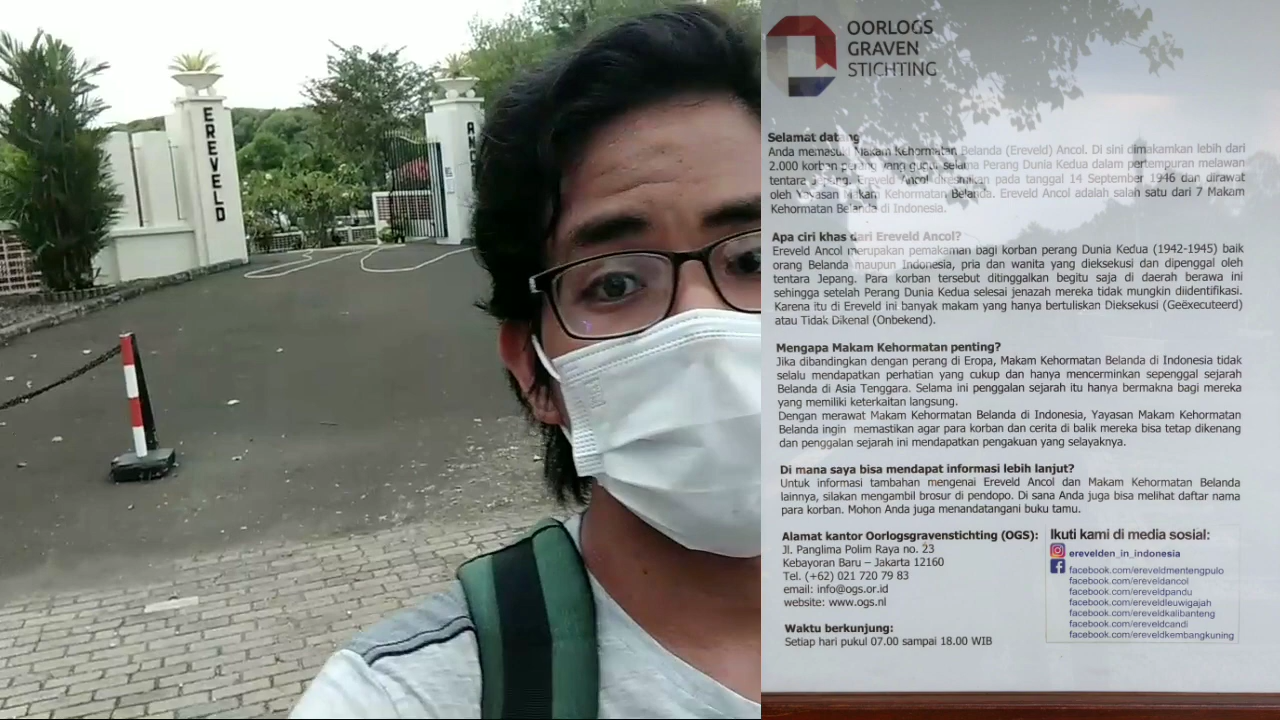 EREVELD
ANCOL
OORLOGS
GRAVEN
STICHTING
Selamat datang
Anda memasuki Makam Kehormatan Belanda (Ereveld) Ancol. Di sini dimakamkan lebih dari
2.000 korban perang yang gugur selama Perang Dunia Kedua dalam pertempuran melawan
tentara Jepang. Ereveld Ancol diresmikan pada tanggal 14 September 1946 dan dirawat
oleh Yayasan Makam Kehormatan Belanda. Ereveld Ancol adalah salah satu dari 7 Makam
Kehormatan Belanda di Indonesia.
Apa ciri khas dari Ereveld Ancol?
Ereveld Ancol merupakan pemakaman bagi korban perang Dunia Kedua (1942-1945) baik
orang Belanda maupun Indonesia, pria dan wanita yang dieksekusi dan dipenggal oleh
tentara Jepang. Para korban tersebut ditinggalkan begitu saja di daerah berawa ini
sehingga setelah Perang Dunia Kedua selesai jenazah mereka tidak mungkin diidentifikasi.
Karena itu di Ereveld ini banyak makam yang hanya bertuliskan Dieksekusi (Geëxecuteerd)
atau Tidak Dikenal (Onbekend).
Mengapa Makam Kehormatan penting?
Jika dibandingkan dengan perang di Eropa, Makam Kehormatan Belanda di Indonesia tidak
selalu mendapatkan perhatian yang cukup dan hanya mencerminkan sepenggal sejarah
Belanda di Asia Tenggara. Selama ini penggalan sejarah itu hanya bermakna bagi mereka
yang memiliki keterkaitan langsung.
Dengan merawat Makam Kehormatan Belanda di Indonesia, Yayasan Makam Kehormatan
Belanda ingin memastikan agar para korban dan cerita di balik mereka bisa tetap dikenang
dan penggalan sejarah ini mendapatkan pengakuan yang selayaknya.
Di mana saya bisa mendapat informasi lebih lanjut?
Untuk informasi tambahan mengenai Ereveld Ancol dan Makam Kehormatan Belanda
lainnya, silakan mengambil brosur di pendopo. Di sana Anda juga bisa melihat daftar nama
para korban. Mohon Anda juga menandatangani buku tamu.
Alamat kantor Oorlogsgravenstichting (OGS):
Jl. Panglima Polim Raya no. 23
Kebayoran Baru – Jakarta 12160
Tel. (+62) 021 720 79 83
email: info@ogs.or.id
website: www.ogs.nl
Waktu berkunjung:
Setiap hari pukul 07.00 sampai 18.00 WIB
Ikuti kami di media sosial:
erevelden_in_indonesia
facebook.com/ereveldmentengpulo
facebook.com/ereveldancol
facebook.com/ereveldpandu
facebook.com/ereveldleuwigajah
facebook.com/ereveldkalibanteng
facebook.com/ereveldcandi
facebook.com/ereveldkembangkuning